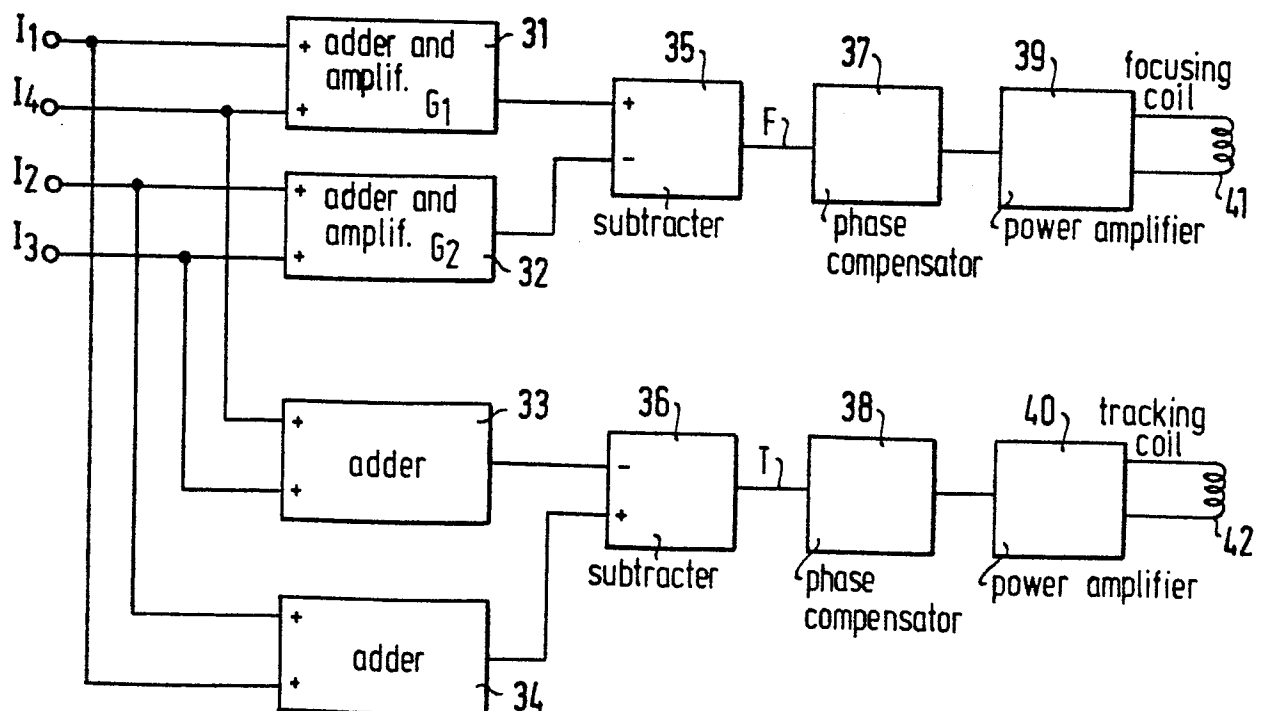 I1
+
adder and
amplif.
G1
+
31
I4
I2
+
adder and
amplif.
G2
+
32
I3
35
+
−
subtracter
F
37
phase
compensator
39
power amplifier
focusing
coil
41
33
+
adder
+
36
−
+
subtracter
T
38
phase
compensator
40
power amplifier
tracking
coil
42
+
adder
+
34